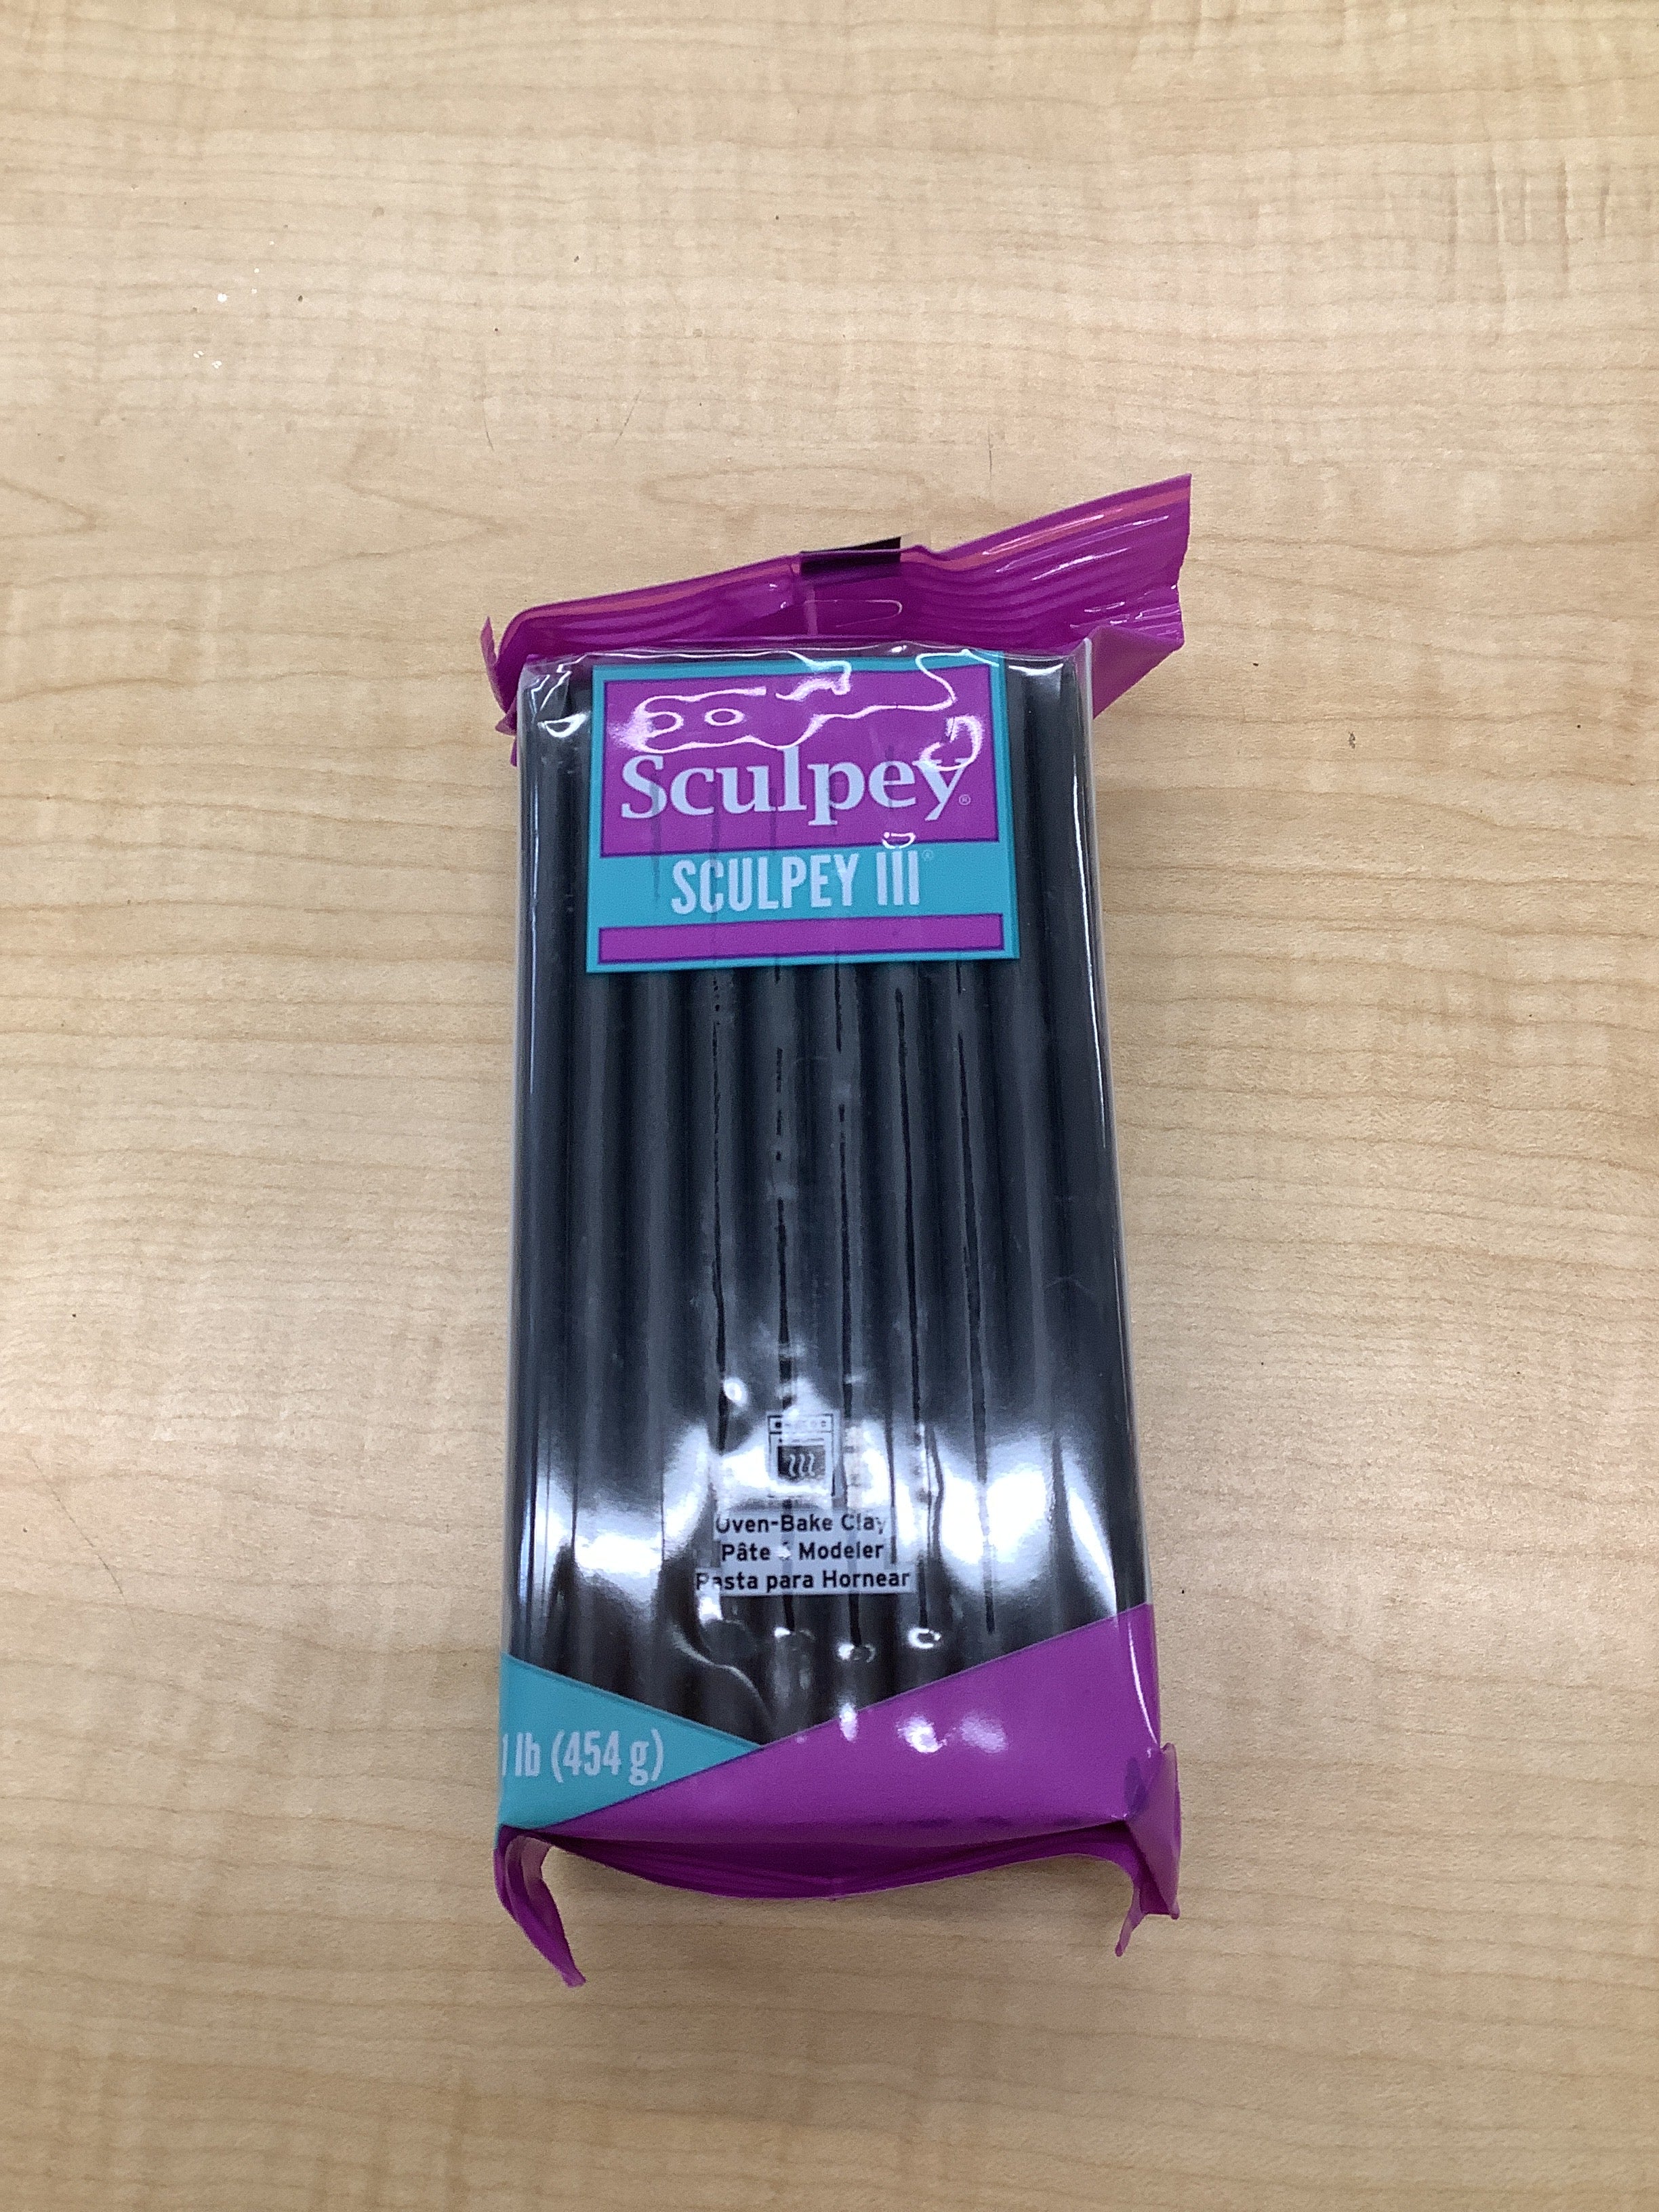 Sculpey®
SCULPEY III®
Oven-Bake Clay
Pâte à Modeler
Pasta para Hornear
1 lb (454 g)